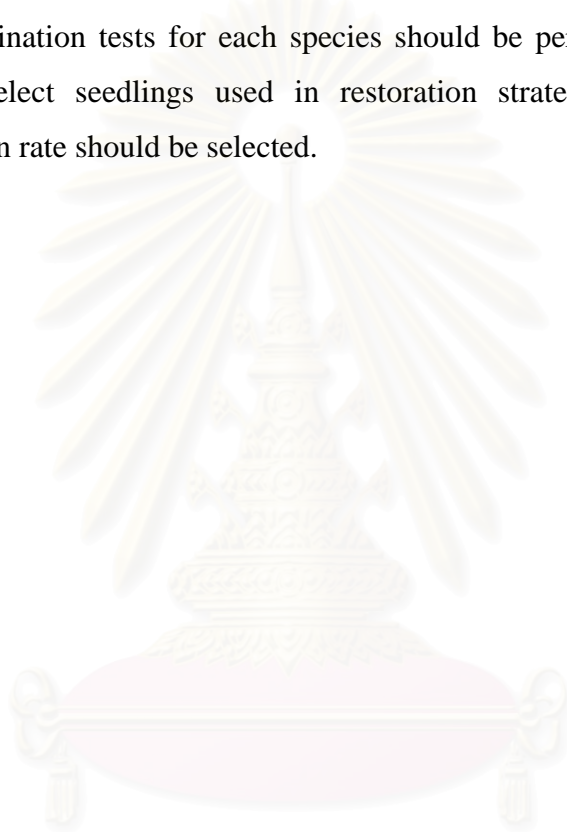 ination tests for each species should be pe
elect seedlings used in restoration strate
n rate should be selected.